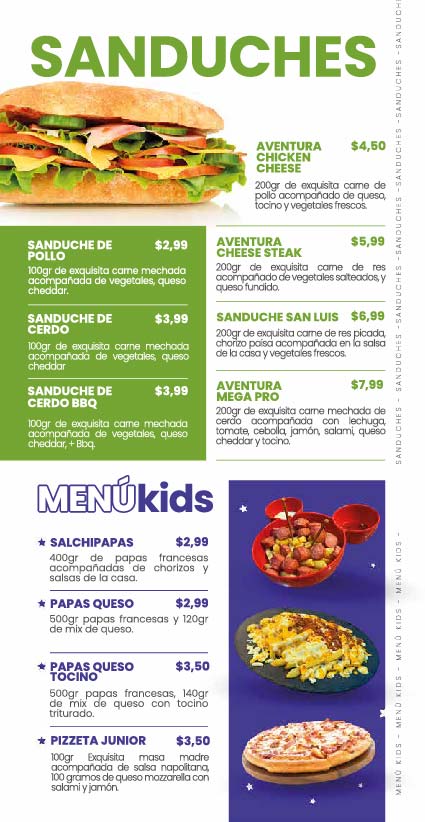 SANDUCHES
AVENTURA $4,50
CHICKEN
CHEESE
200gr de exquisita carne de
pollo acompañado de queso,
tocino y vegetales frescos.
SANDUCHE DE $2,99
POLLO
100gr de exquisita carne mechada
acompañada de vegetales, queso
cheddar.
SANDUCHE DE $3,99
CERDO
100gr de exquisita carne mechada
acompañada de vegetales, queso
cheddar
SANDUCHE DE $3,99
CERDO BBQ
100gr de exquisita carne mechada
acompañada de vegetales, queso
cheddar, + Bbq.
AVENTURA $5,99
CHEESE STEAK
200gr de exquisita carne de res
acompañado de vegetales salteados, y
queso fundido.
SANDUCHE SAN LUIS $6,99
200gr de exquisita carne de res picada,
chorizo paisa acompañada en la salsa
de la casa y vegetales frescos.
AVENTURA $7,99
MEGA PRO
200gr de exquisita carne mechada de
cerdo acompañada con lechuga,
tomate, cebolla, jamón, salami, queso
cheddar y tocino.
SANDUCHES - SANDUCHES -SANDUCHES -SANDUCHES -SANDUCHES -SANDUCH
MENÚkids
SALCHIPAPAS $2,99
400gr de papas francesas
acompañadas de chorizos y
salsas de la casa.
PAPAS QUESO $2,99
500gr papas francesas y 120gr
de mix de queso.
PAPAS QUESO $3,50
TOCINO
500gr papas francesas, 140gr
de mix de queso con tocino
triturado.
PIZZETA JUNIOR $3,50
100gr Exquisita masa madre
acompañada de salsa napolitana,
100 gramos de queso mozzarella con
salami y jamón.
MENÚ KIDS - MENÚ KIDS - MENÚ KIDS - MENÚ KIDS -